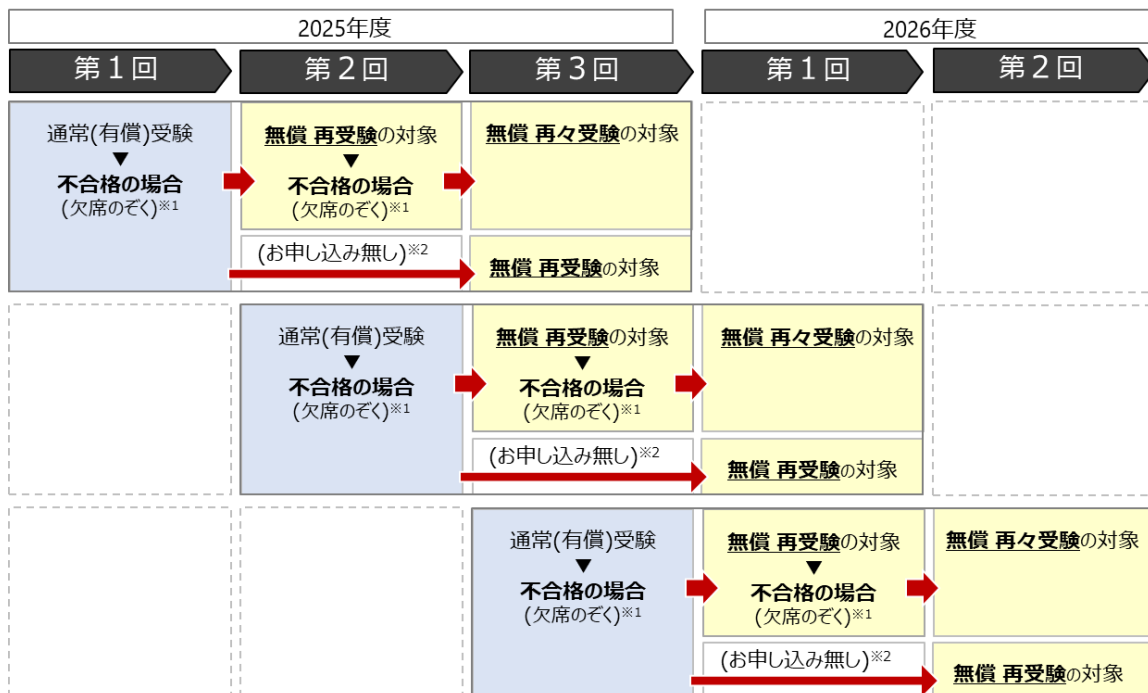 2025年度
2026年度
第１回
第２回
第３回
第１回
第２回
通常(有償)受験
▼
不合格の場合
(欠席のぞく)※1
無償 再受験の対象
▼
不合格の場合
(欠席のぞく)※1
無償 再々受験の対象
(お申し込み無し)※2
無償 再受験の対象
通常(有償)受験
▼
不合格の場合
(欠席のぞく)※1
無償 再受験の対象
▼
不合格の場合
(欠席のぞく)※1
無償 再々受験の対象
(お申し込み無し)※2
無償 再受験の対象
通常(有償)受験
▼
不合格の場合
(欠席のぞく)※1
無償 再受験の対象
▼
不合格の場合
(欠席のぞく)※1
無償 再々受験の対象
(お申し込み無し)※2
無償 再受験の対象